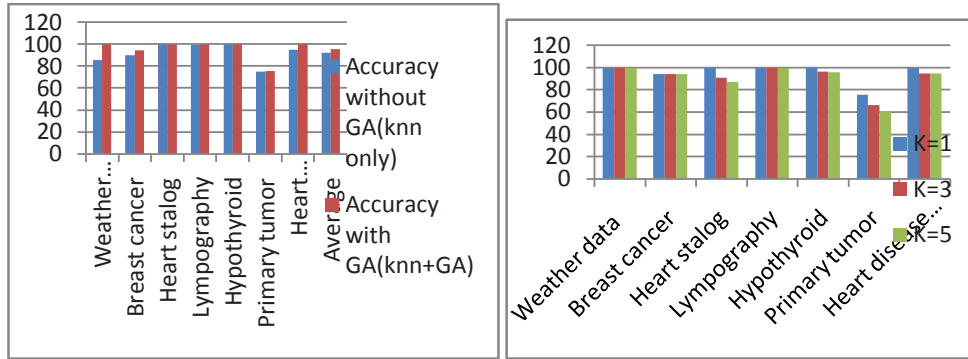 120
100
80
60
40
20
0
Accuracy
without
GA(knn
only)
Accuracy
with
GA(knn+GA)
Weather...
Breast cancer
Heart stalog
Lympography
Hypothyroid
Primary tumor
Heart...
Average
120
100
80
60
40
20
0
K=1
K=3
K=5
Weather data
Breast cancer
Heart stalog
Lympography
Hypothyroid
Primary tumor
Heart disease...